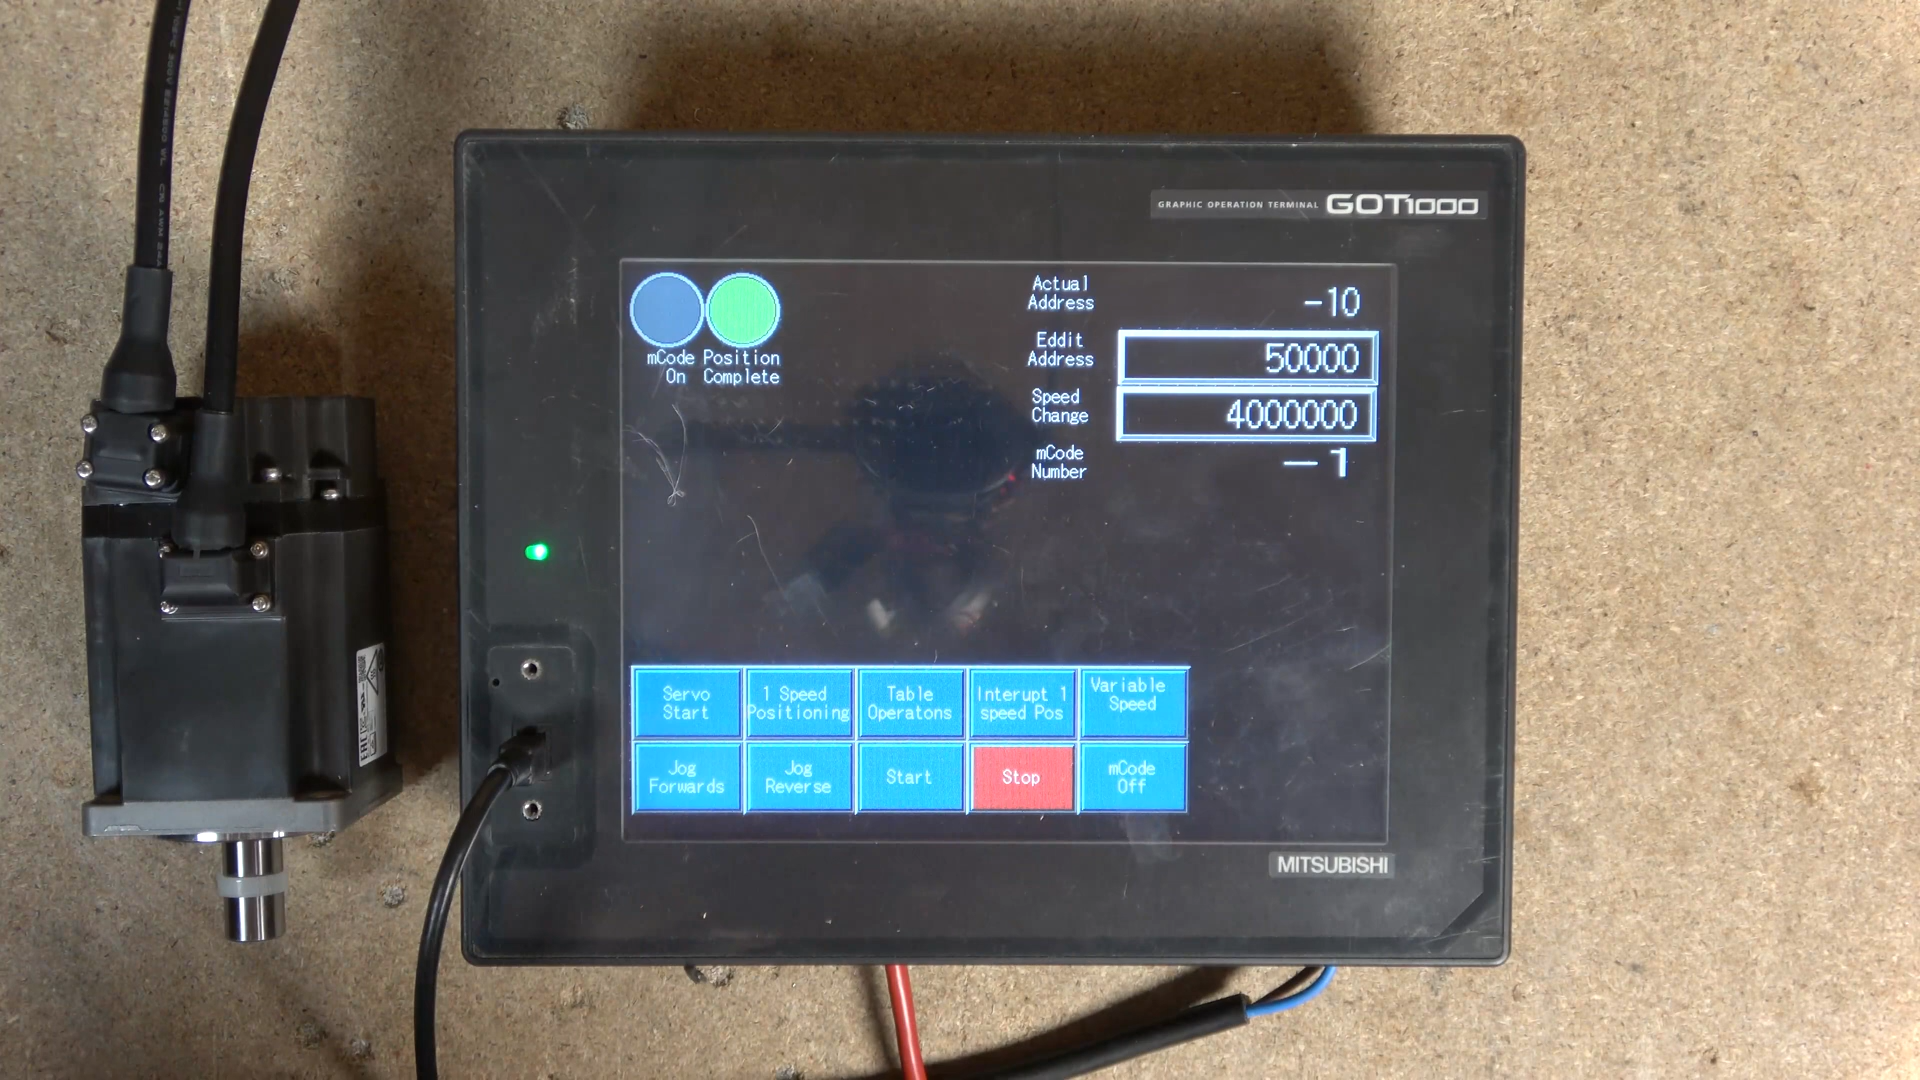 GRAPHIC OPERATION TERMINAL GOT1000
Actual
Address
-10
mCode
On
Position
Complete
Eddit
Address
50000
Speed
Change
4000000
mCode
Number
-1
Servo
Start
1 Speed
Positioning
Table
Operatons
Interupt 1
speed Pos
Variable
Speed
Jog
Forwards
Jog
Reverse
Start
Stop
mCode
Off
MITSUBISHI
EAC